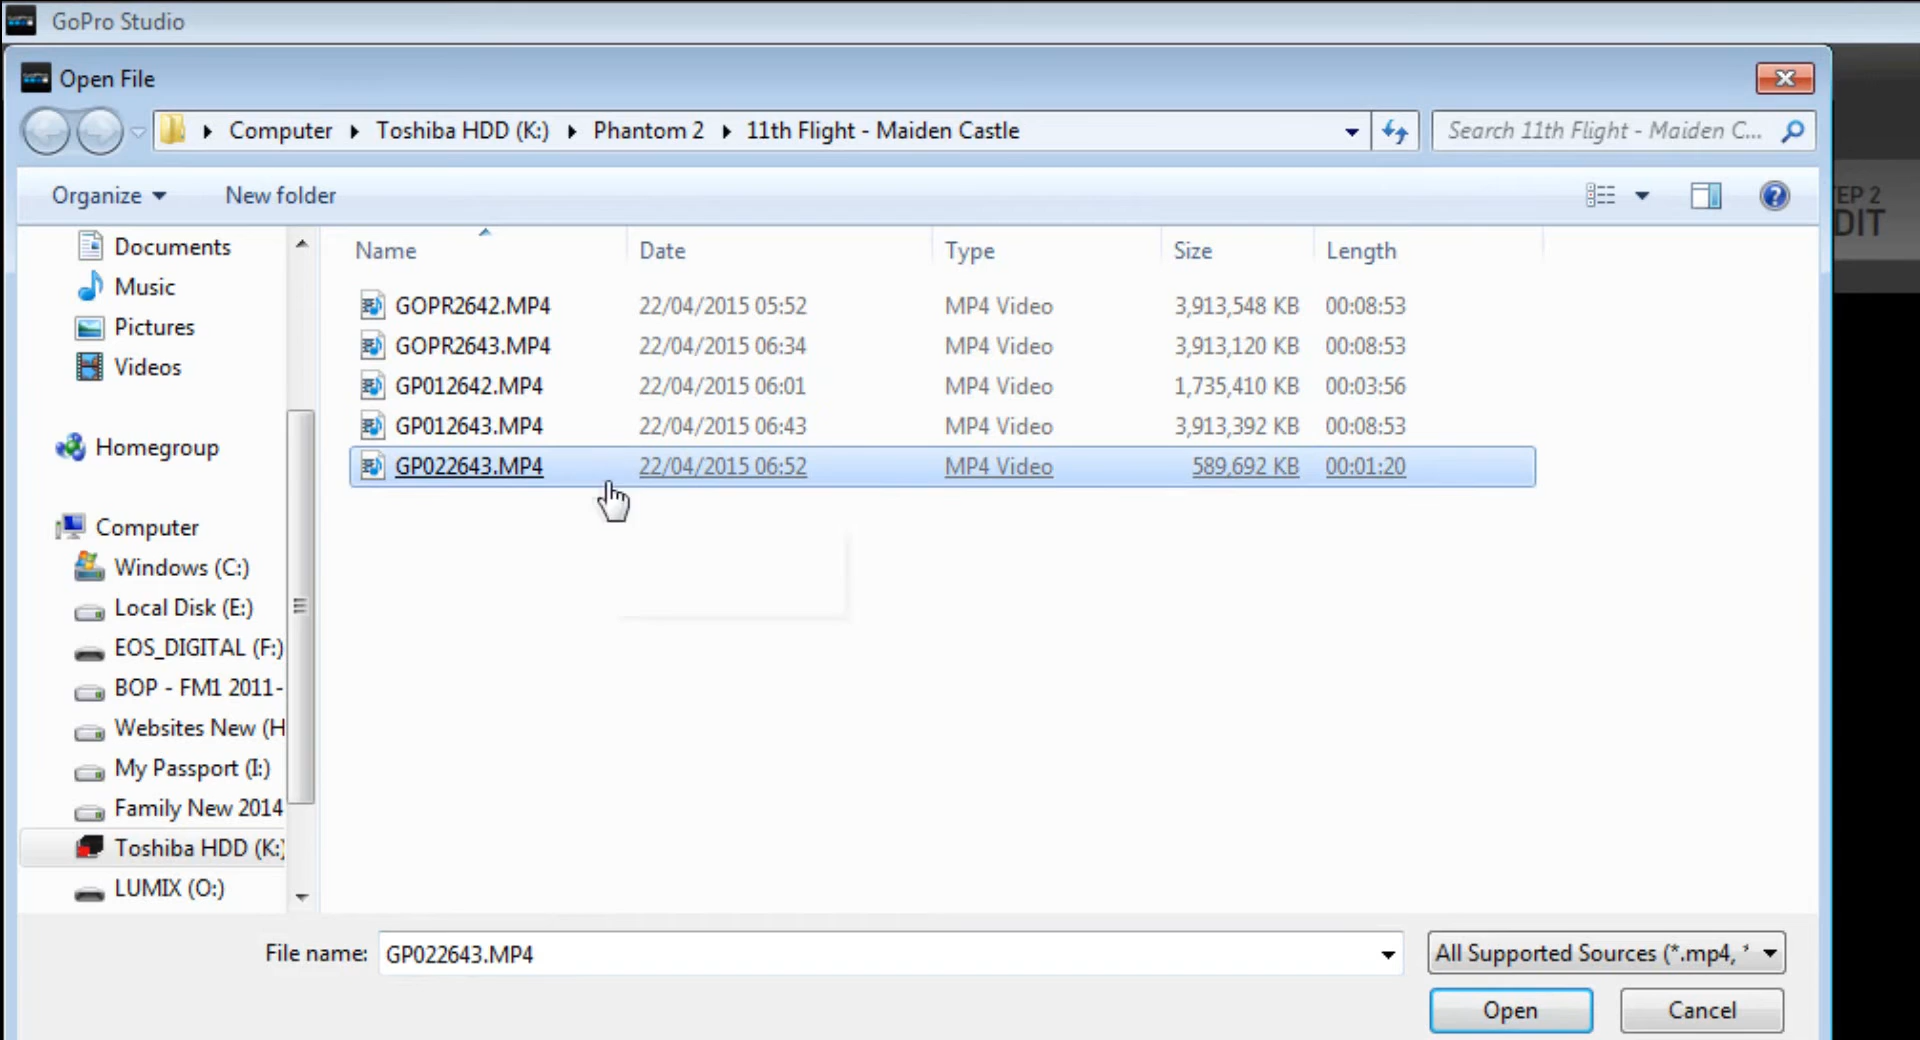 GoPro Studio
Open File
Computer Toshiba HDD (K:) Phantom 2 11th Flight - Maiden Castle
Search 11th Flight - Maiden C...
Organize New folder
TEP 2
DIT
Documents
Music
Pictures
Videos
Homegroup
Computer
Windows (C:)
Local Disk (E:)
EOS_DIGITAL (F:)
BOP - FM1 2011-
Websites New (H
My Passport (I:)
Family New 2014
Toshiba HDD (K:)
LUMIX (O:)
Name Date Type Size Length
GOPR2642.MP4 22/04/2015 05:52 MP4 Video 3,913,548 KB 00:08:53
GOPR2643.MP4 22/04/2015 06:34 MP4 Video 3,913,120 KB 00:08:53
GP012642.MP4 22/04/2015 06:01 MP4 Video 1,735,410 KB 00:03:56
GP012643.MP4 22/04/2015 06:43 MP4 Video 3,913,392 KB 00:08:53
GP022643.MP4 22/04/2015 06:52 MP4 Video 589,692 KB 00:01:20
File name: GP022643.MP4 All Supported Sources (*.mp4, *
Open Cancel